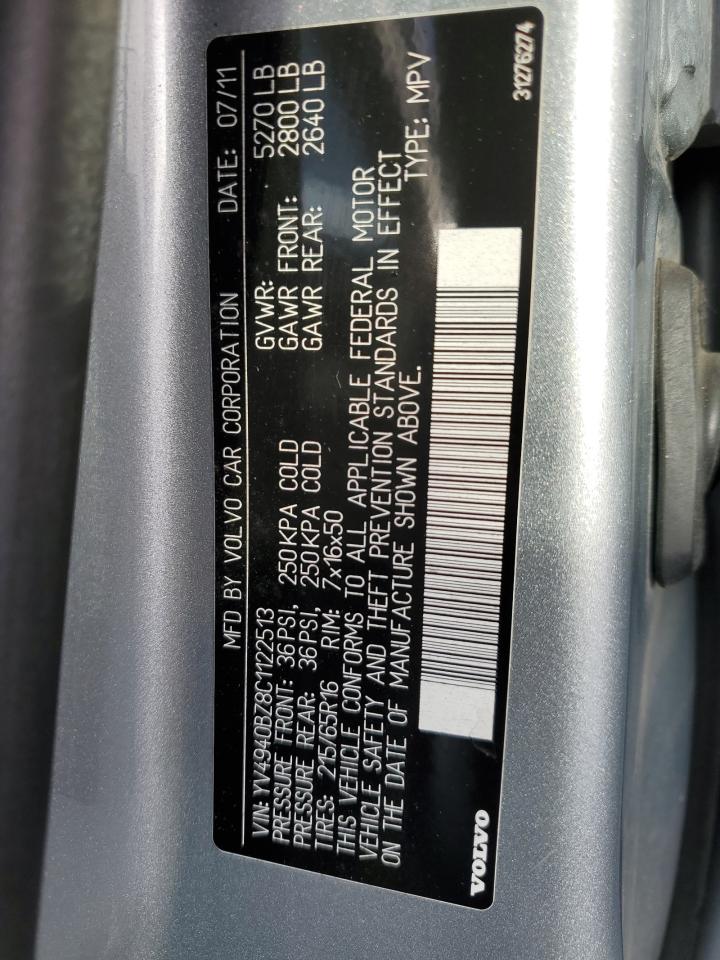 MFD BY VOLVO CAR CORPORATION DATE: 07/11
VIN: YV4940BZ8C1122513 GVWR: 5270 LB
PRESSURE FRONT: 36PSI, 250KPA COLD GAWR FRONT: 2800 LB
PRESSURE REAR: 36PSI, 250KPA COLD GAWR REAR: 2640 LB
TIRES: 215/65R16 RIM: 7x16x50
THIS VEHICLE CONFORMS TO ALL APPLICABLE FEDERAL MOTOR
VEHICLE SAFETY AND THEFT PREVENTION STANDARDS IN EFFECT
ON THE DATE OF MANUFACTURE SHOWN ABOVE. TYPE: MPV
VOLVO 31276274